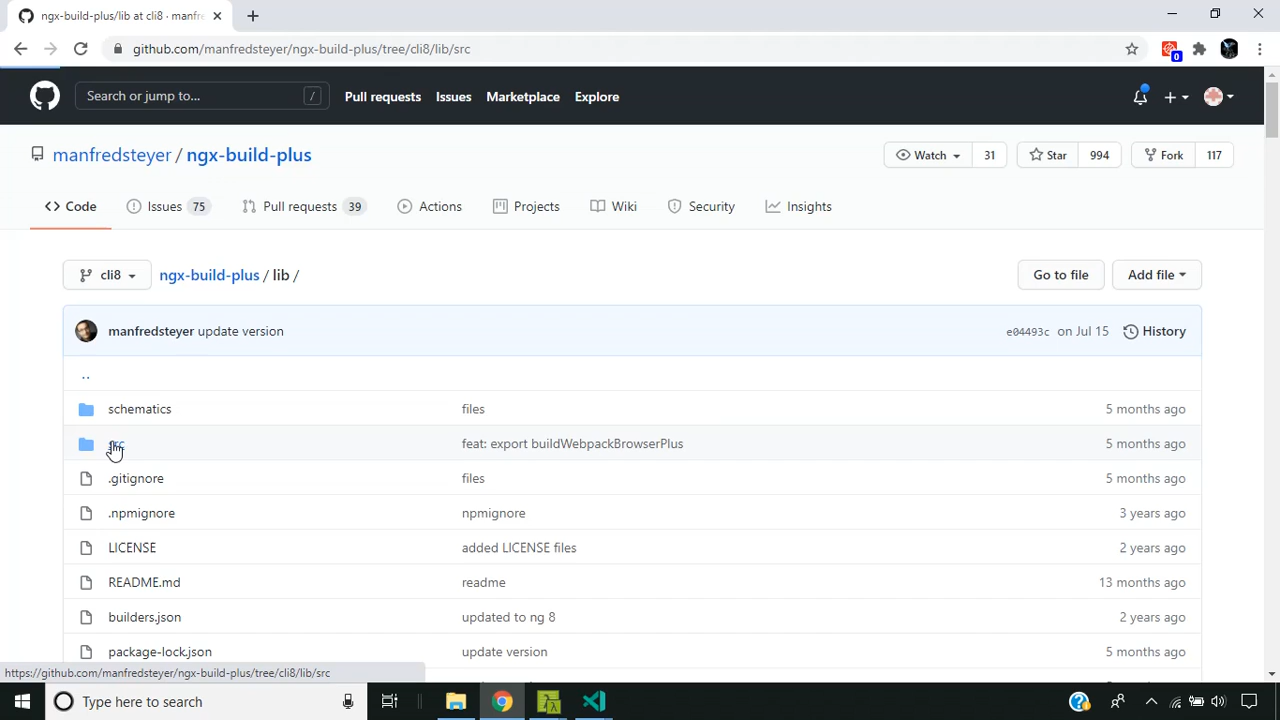 ngx-build-plus/lib at cli8 · manfre
github.com/manfredsteyer/ngx-build-plus/tree/cli8/lib/src
0
Search or jump to...
/
Pull requests
Issues
Marketplace
Explore
manfredsteyer / ngx-build-plus
Watch
31
Star
994
Fork
117
Code
Issues 75
Pull requests 39
Actions
Projects
Wiki
Security
Insights
cli8
ngx-build-plus / lib /
Go to file
Add file
manfredsteyer update version
e04493c on Jul 15
History
..
schematics
files
5 months ago
src
feat: export buildWebpackBrowserPlus
5 months ago
.gitignore
files
5 months ago
.npmignore
npmignore
3 years ago
LICENSE
added LICENSE files
2 years ago
README.md
readme
13 months ago
builders.json
updated to ng 8
2 years ago
package-lock.json
update version
5 months ago
https://github.com/manfredsteyer/ngx-build-plus/tree/cli8/lib/src
Type here to search